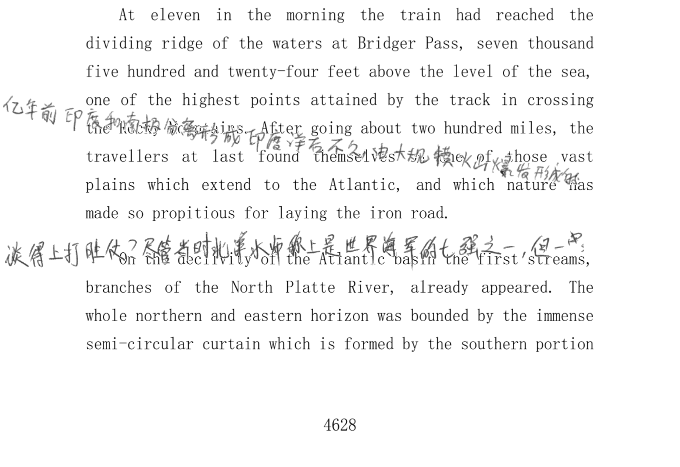 At eleven in the morning the train had reached the
dividing ridge of the waters at Bridger Pass, seven thousand
five hundred and twenty-four feet above the level of the sea,
one of the highest points attained by the track in crossing
亿年前印度和南极分离形成印度洋后不久,由大规模火山爆发形成的
the Rocky Mountains. After going about two hundred miles, the
travellers at last found themselves on one of those vast
plains which extend to the Atlantic, and which nature has
made so propitious for laying the iron road.
谈得上打胜仗?尽管当时北洋水师称上是世界海军的七强之一,但一
On the declivity of the Atlantic basin the first streams,
branches of the North Platte River, already appeared. The
whole northern and eastern horizon was bounded by the immense
semi-circular curtain which is formed by the southern portion
4628